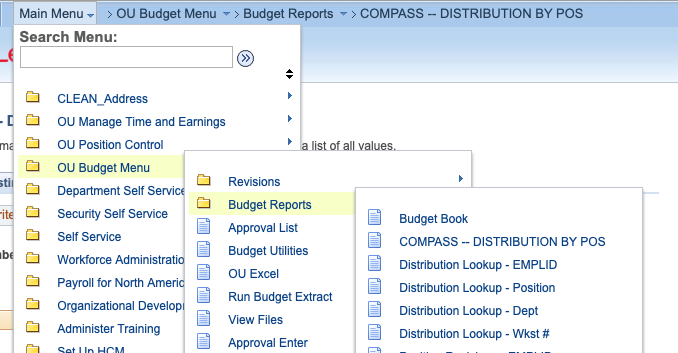 Main Menu > OU Budget Menu > Budget Reports > COMPASS -- DISTRIBUTION BY POS
Search Menu:
CLEAN_Address
OU Manage Time and Earnings
OU Position Control
a list of all values.
OU Budget Menu
Department Self Service
Security Self Service
Self Service
Workforce Administratio
Payroll for North Americ
Organizational Develop
Administer Training
Set Up HCM
Revisions
Budget Reports
Approval List
Budget Utilities
OU Excel
Run Budget Extract
View Files
Approval Enter
Budget Book
COMPASS -- DISTRIBUTION BY POS
Distribution Lookup - EMPLID
Distribution Lookup - Position
Distribution Lookup - Dept
Distribution Lookup - Wkst #